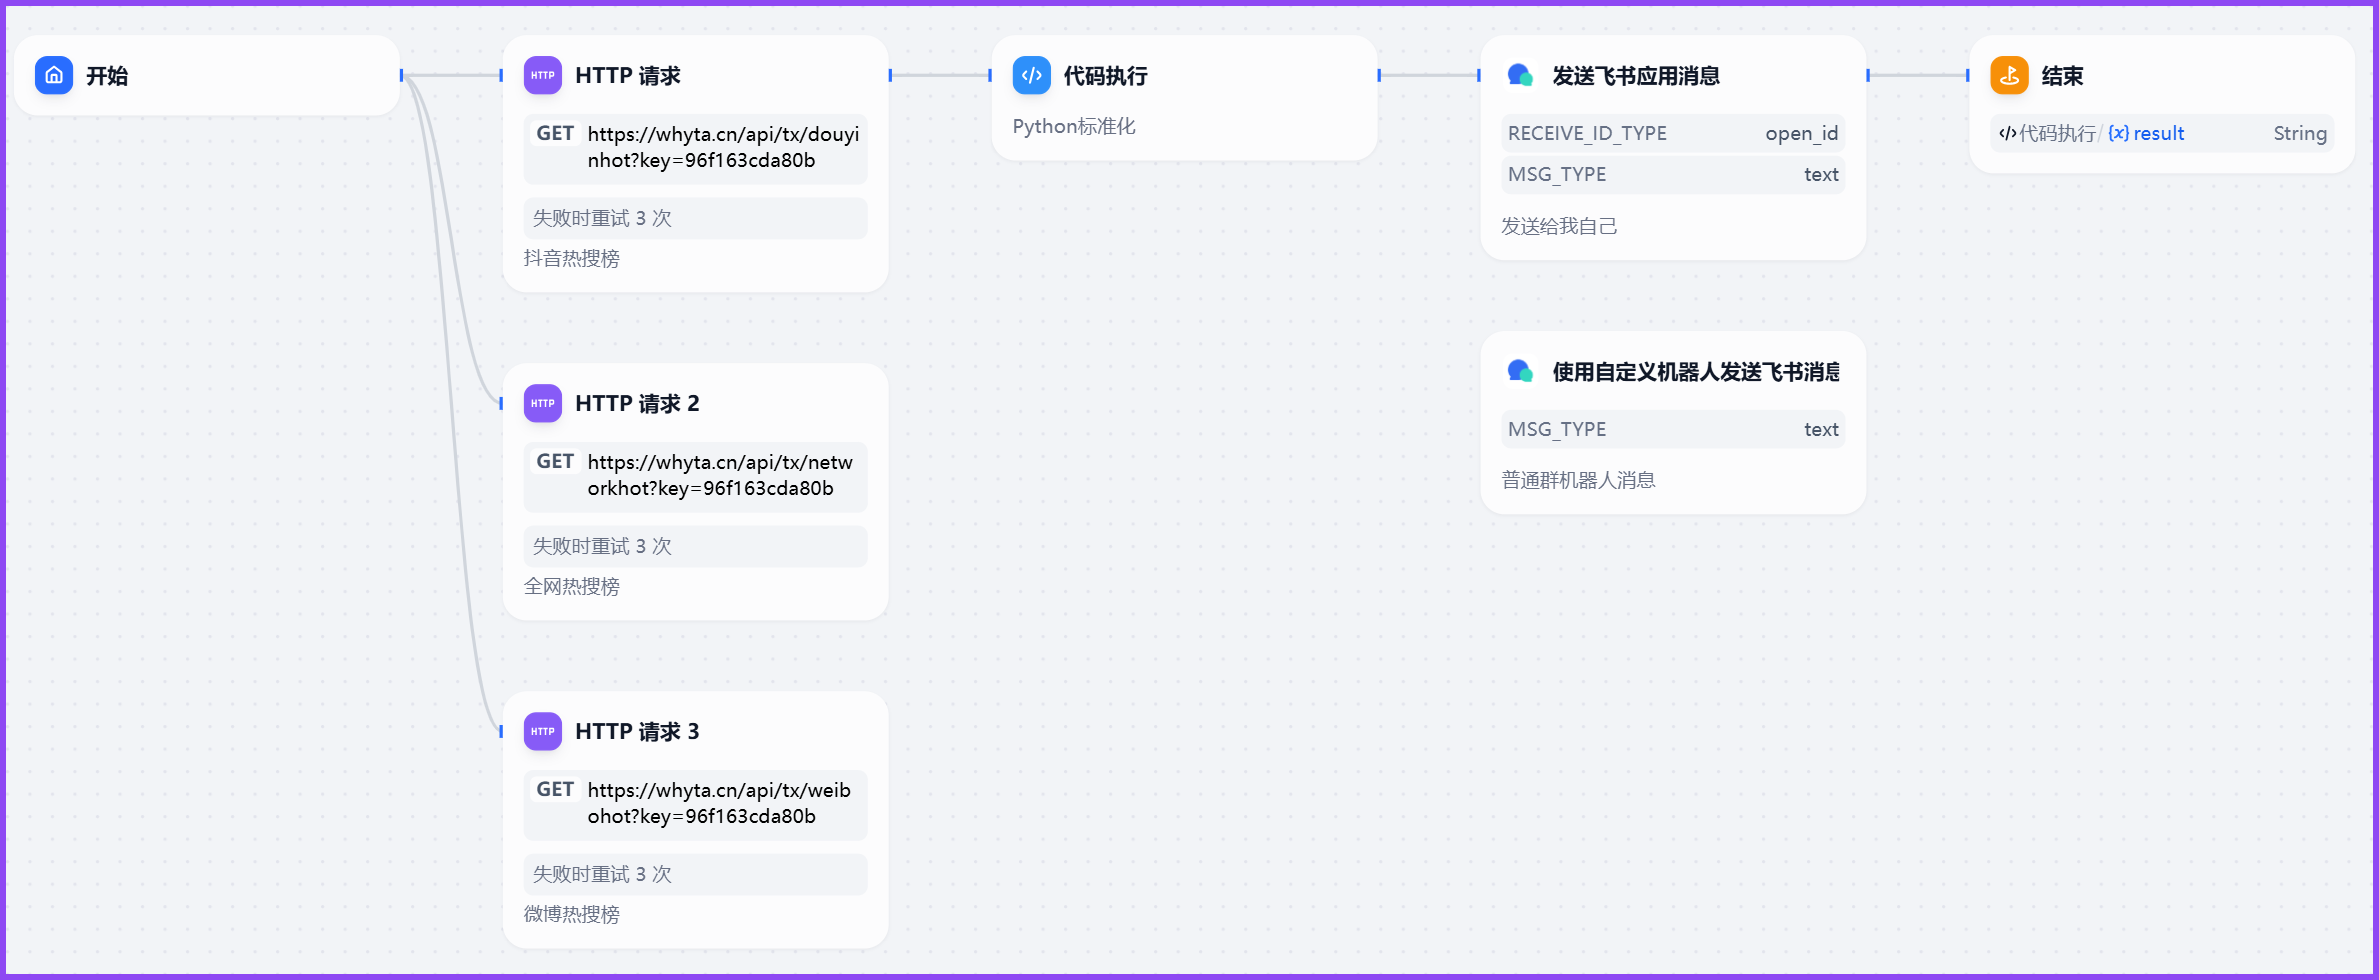 开始
HTTP 请求
GET https://whyta.cn/api/tx/douyi
nhot?key=96f163cda80b
失败时重试 3 次
抖音热搜榜
HTTP 请求 2
GET https://whyta.cn/api/tx/netw
orkhot?key=96f163cda80b
失败时重试 3 次
全网热搜榜
HTTP 请求 3
GET https://whyta.cn/api/tx/weib
ohot?key=96f163cda80b
失败时重试 3 次
微博热搜榜
代码执行
Python标准化
发送飞书应用消息
RECEIVE_ID_TYPE open_id
MSG_TYPE text
发送给我自己
使用自定义机器人发送飞书消息
MSG_TYPE text
普通群机器人消息
结束
代码执行/ {x} result String